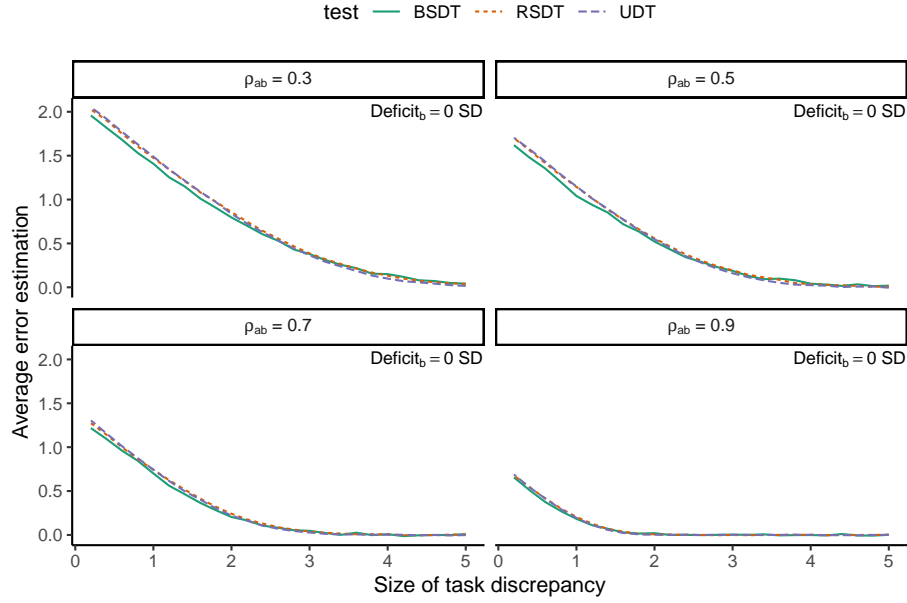 test BSDT RSDT UDT
ρab = 0.3
ρab = 0.5
Deficitb = 0 SD
Deficitb = 0 SD
2.0
1.5
1.0
0.5
0.0
ρab = 0.7
ρab = 0.9
Deficitb = 0 SD
Deficitb = 0 SD
2.0
1.5
1.0
0.5
0.0
0 1 2 3 4 5
0 1 2 3 4 5
Average error estimation
Size of task discrepancy